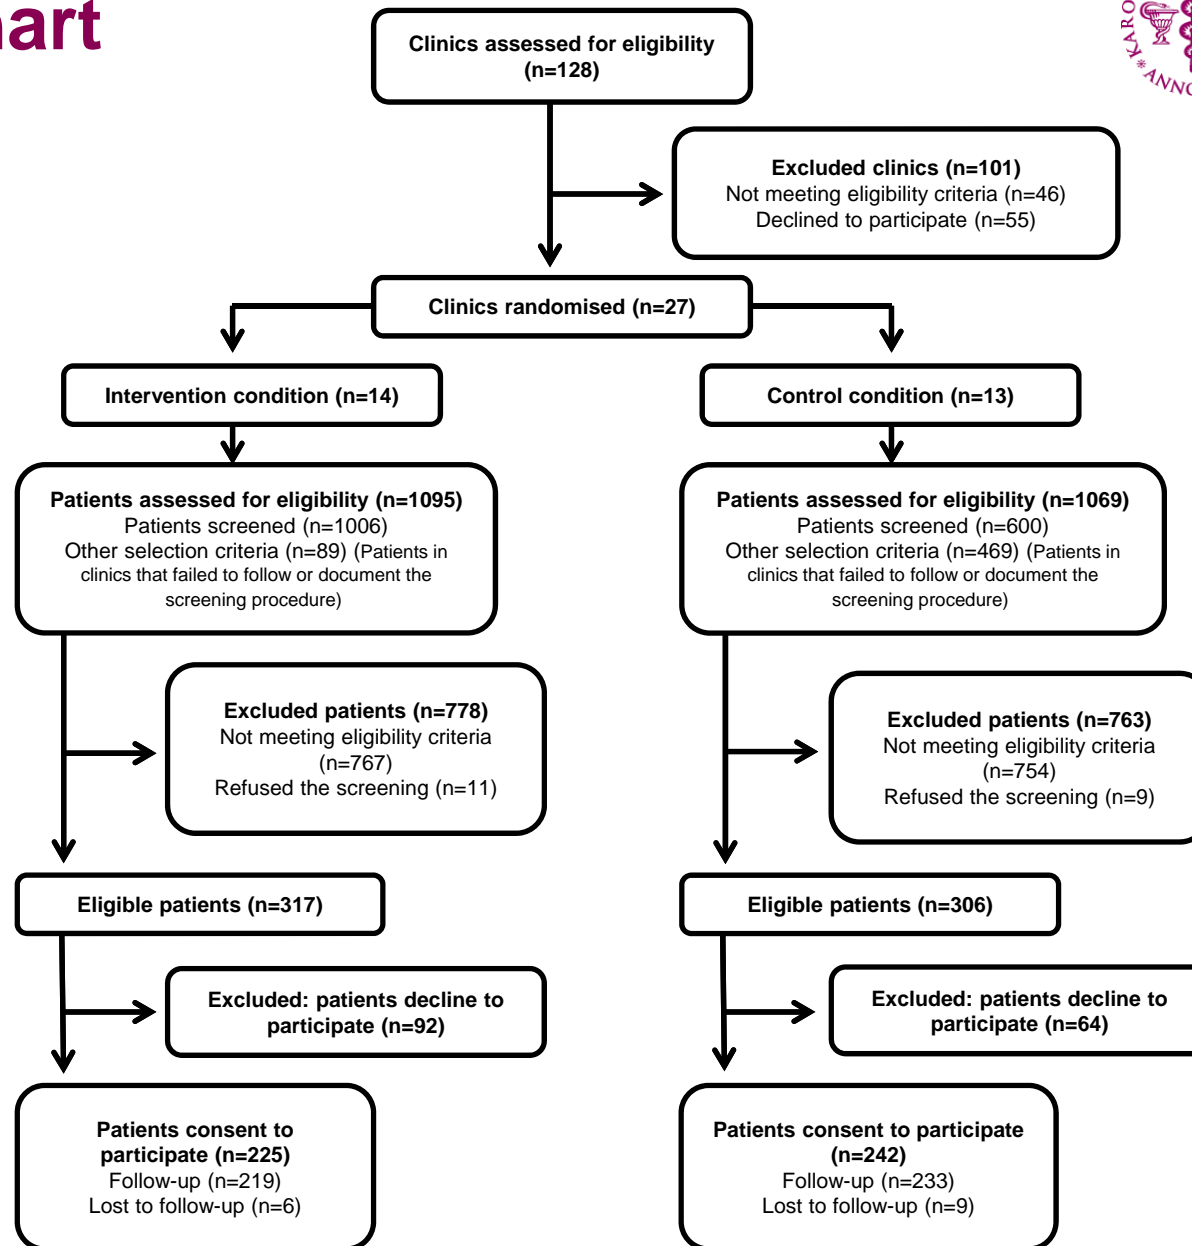 hart
KARO
ANNO
Clinics assessed for eligibility
(n=128)
Excluded clinics (n=101)
Not meeting eligibility criteria (n=46)
Declined to participate (n=55)
Clinics randomised (n=27)
Intervention condition (n=14)
Control condition (n=13)
Patients assessed for eligibility (n=1095)
Patients screened (n=1006)
Other selection criteria (n=89) (Patients in
clinics that failed to follow or document the
screening procedure)
Patients assessed for eligibility (n=1069)
Patients screened (n=600)
Other selection criteria (n=469) (Patients in
clinics that failed to follow or document the
screening procedure)
Excluded patients (n=778)
Not meeting eligibility criteria
(n=767)
Refused the screening (n=11)
Excluded patients (n=763)
Not meeting eligibility criteria
(n=754)
Refused the screening (n=9)
Eligible patients (n=317)
Eligible patients (n=306)
Excluded: patients decline to
participate (n=92)
Excluded: patients decline to
participate (n=64)
Patients consent to
participate (n=225)
Follow-up (n=219)
Lost to follow-up (n=6)
Patients consent to participate
(n=242)
Follow-up (n=233)
Lost to follow-up (n=9)